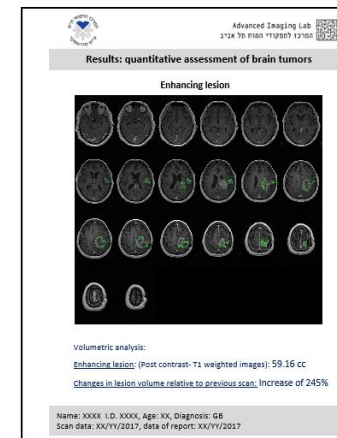 Advanced Imaging Lab
המרכז לתפקודי המוח תל אביב
Results: quantitative assessment of brain tumors
Enhancing lesion
Volumetric analysis:
Enhancing lesion: (Post contrast- T1 weighted images): 59.16 cc
Changes in lesion volume relative to previous scan: Increase of 245%
Name: XXXX I.D. XXXX, Age: XX, Diagnosis: GB
Scan data: XX/YY/2017, data of report: XX/YY/2017